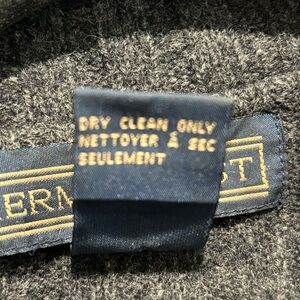 DRY CLEAN ONLY
NETTOYER À SEC
SEULEMENT